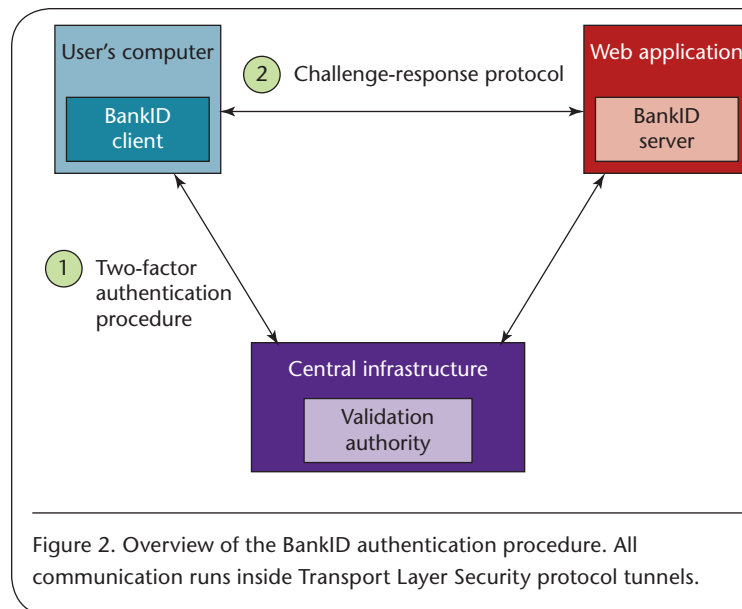 User's computer
BankID
client
2
Challenge-response protocol
Web application
BankID
server
1
Two-factor
authentication
procedure
Central infrastructure
Validation
authority
Figure 2. Overview of the BankID authentication procedure. All
communication runs inside Transport Layer Security protocol tunnels.